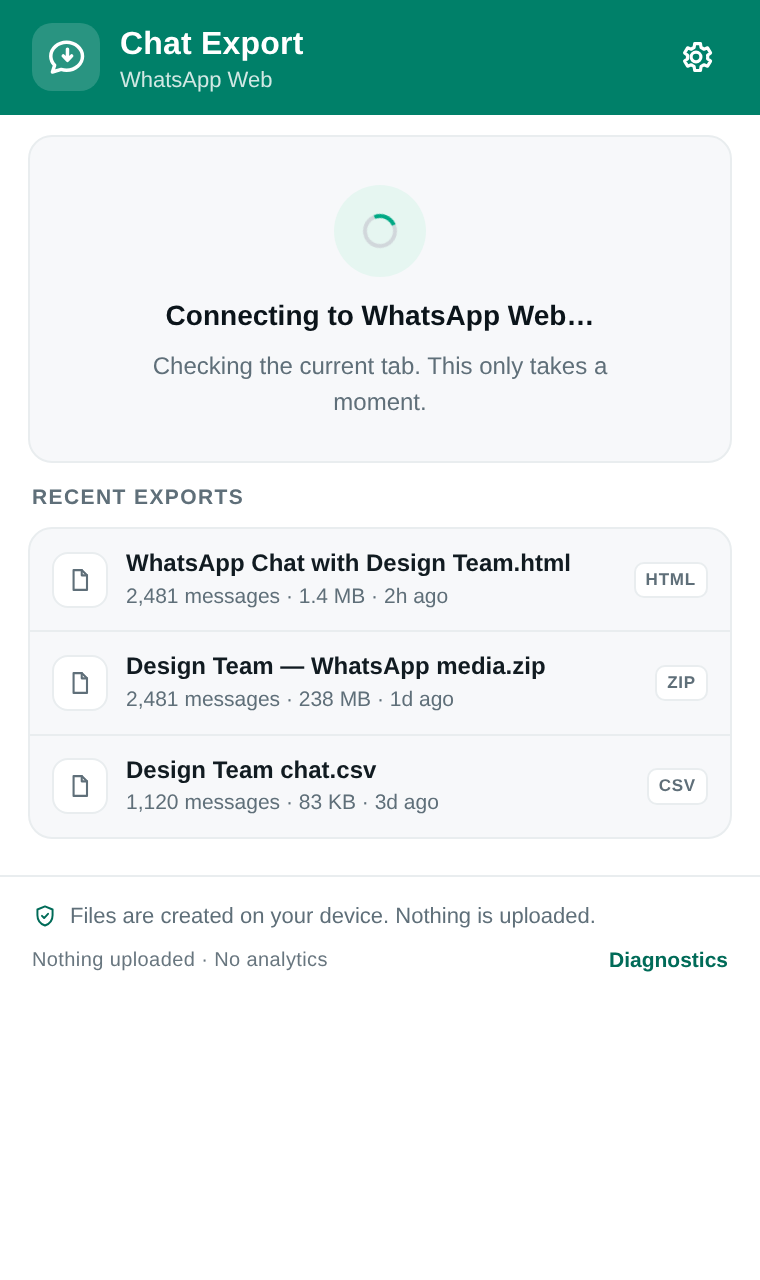 Chat Export
WhatsApp Web
Connecting to WhatsApp Web…
Checking the current tab. This only takes a
moment.
RECENT EXPORTS
WhatsApp Chat with Design Team.html
2,481 messages · 1.4 MB · 2h ago
HTML
Design Team — WhatsApp media.zip
2,481 messages · 238 MB · 1d ago
ZIP
Design Team chat.csv
1,120 messages · 83 KB · 3d ago
CSV
Files are created on your device. Nothing is uploaded.
Nothing uploaded · No analytics
Diagnostics